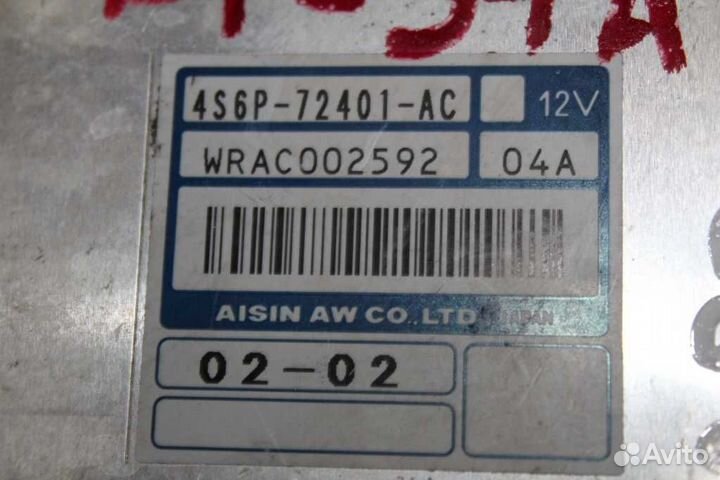 4S6P-72401-AC 12V
WRAC002592 04A
AISIN AW CO.,LTD. JAPAN
02-02
Avito